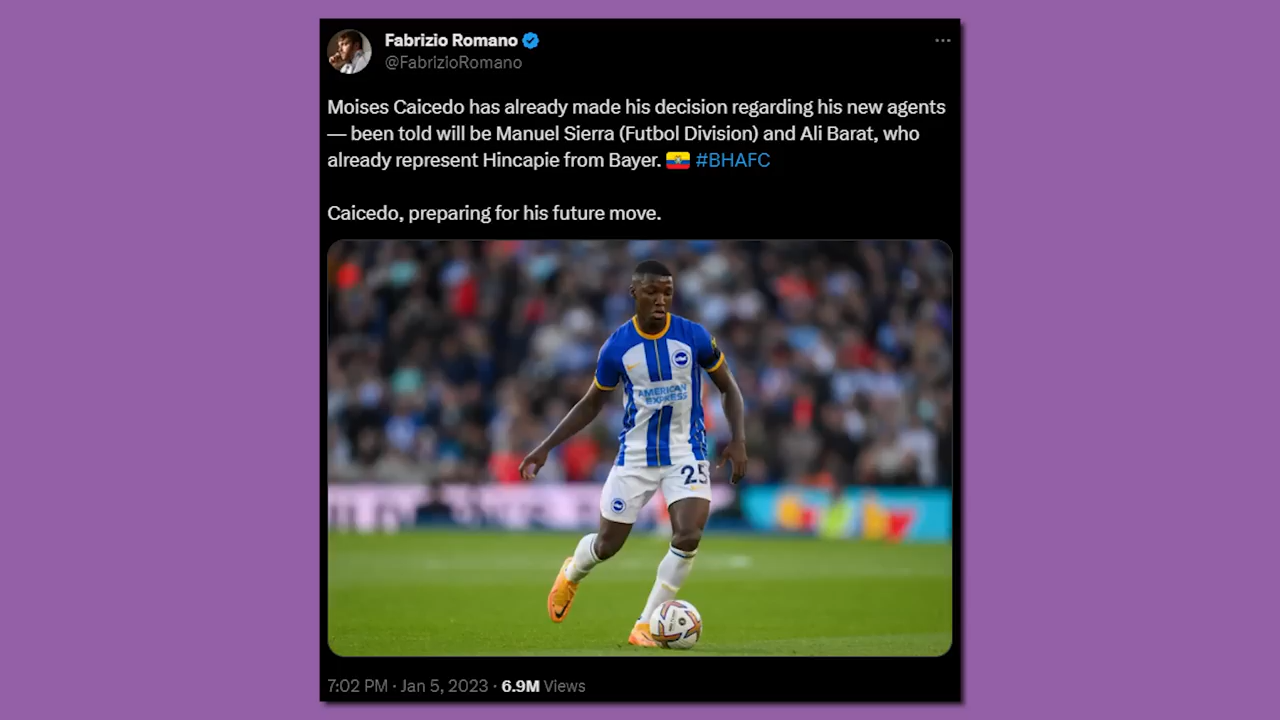 Fabrizio Romano
@FabrizioRomano
Moises Caicedo has already made his decision regarding his new agents
— been told will be Manuel Sierra (Futbol Division) and Ali Barat, who
already represent Hincapie from Bayer. 🇪🇨 #BHAFC
Caicedo, preparing for his future move.
AMERICAN
EXPRESS
25
7:02 PM · Jan 5, 2023 · 6.9M Views